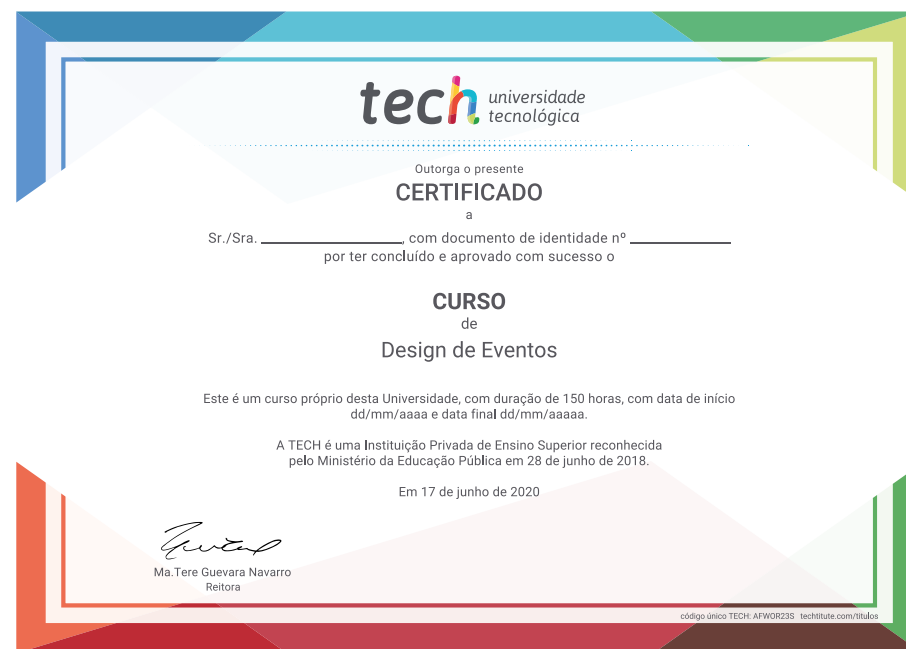 tech universidade
tecnológica
Outorga o presente
CERTIFICADO
a
Sr./Sra. ____________, com documento de identidade nº ____________
por ter concluído e aprovado com sucesso o
CURSO
de
Design de Eventos
Este é um curso próprio desta Universidade, com duração de 150 horas, com data de início
dd/mm/aaaa e data final dd/mm/aaaaa.
A TECH é uma Instituição Privada de Ensino Superior reconhecida
pelo Ministério da Educação Pública em 28 de junho de 2018.
Em 17 de junho de 2020
Ma.Tere Guevara Navarro
Reitora
código único TECH: AFWOR23S techtitute.com/titulos